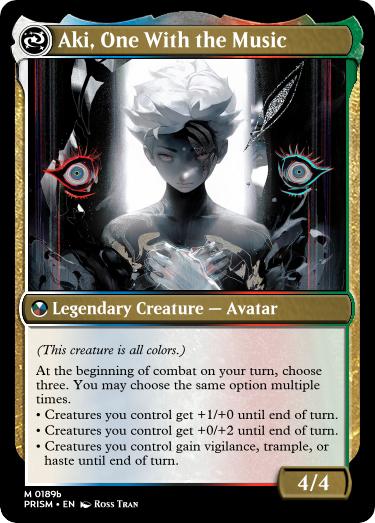 Aki, One With the Music
Legendary Creature — Avatar
(This creature is all colors.)
At the beginning of combat on your turn, choose
three. You may choose the same option multiple
times.
• Creatures you control get +1/+0 until end of turn.
• Creatures you control get +0/+2 until end of turn.
• Creatures you control gain vigilance, trample, or
haste until end of turn.
4/4
M 0189b
PRISM • EN Ross Tran